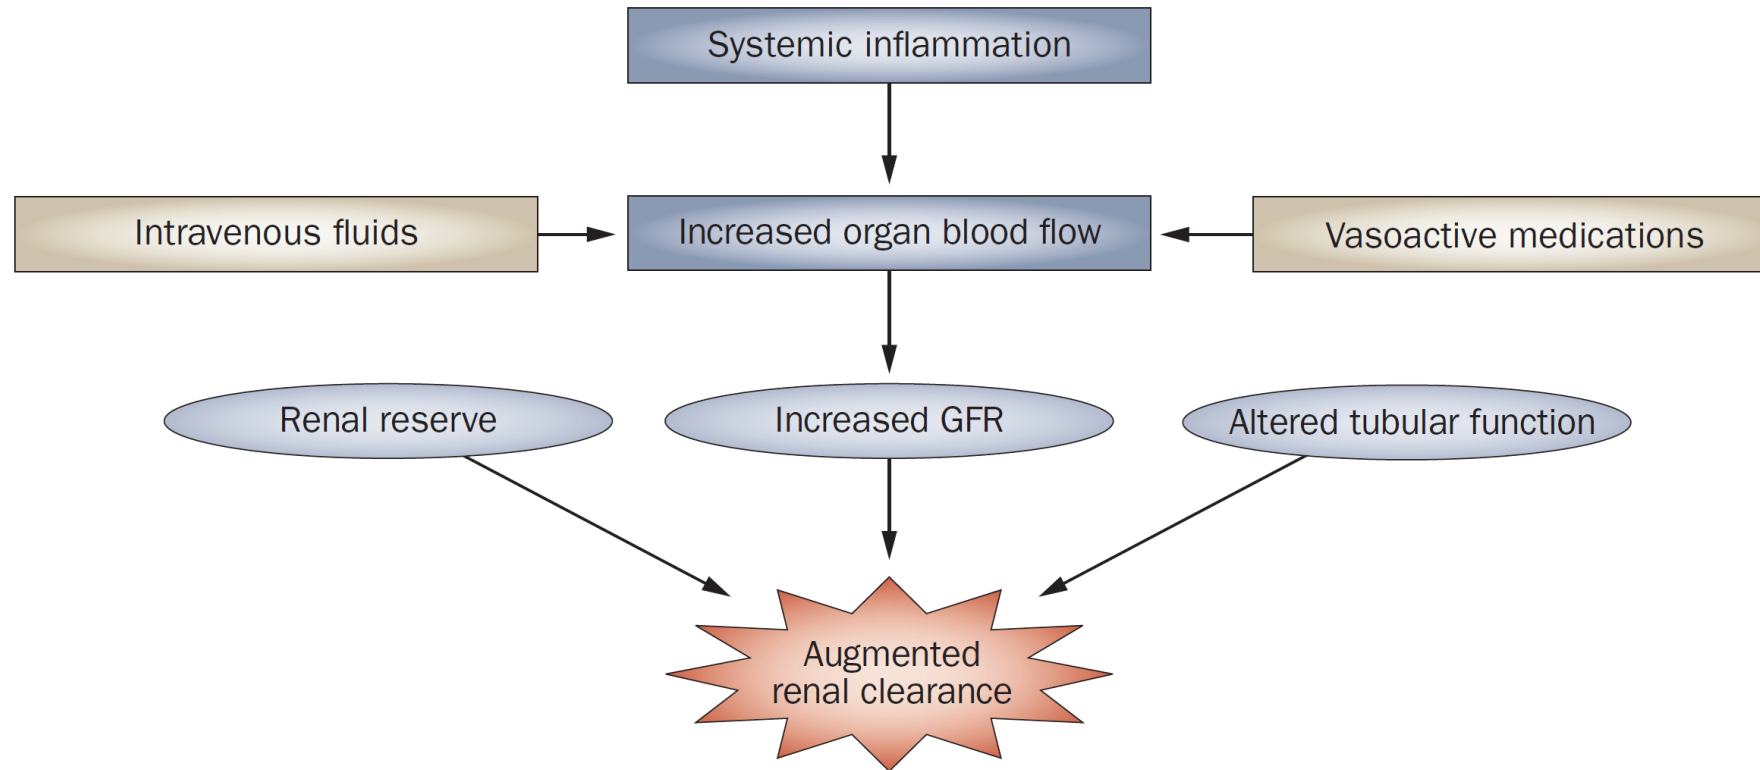 Systemic inflammation
Intravenous fluids
Increased organ blood flow
Vasoactive medications
Renal reserve
Increased GFR
Altered tubular function
Augmented
renal clearance